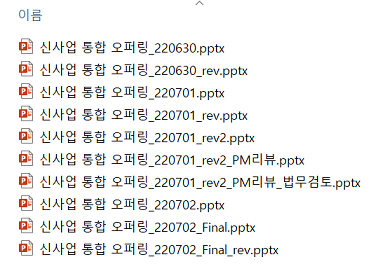 이름
신사업 통합 오퍼링_220630.pptx
신사업 통합 오퍼링_220630_rev.pptx
신사업 통합 오퍼링_220701.pptx
신사업 통합 오퍼링_220701_rev.pptx
신사업 통합 오퍼링_220701_rev2.pptx
신사업 통합 오퍼링_220701_rev2_PM리뷰.pptx
신사업 통합 오퍼링_220701_rev2_PM리뷰_법무검토.pptx
신사업 통합 오퍼링_220702.pptx
신사업 통합 오퍼링_220702_Final.pptx
신사업 통합 오퍼링_220702_Final_rev.pptx